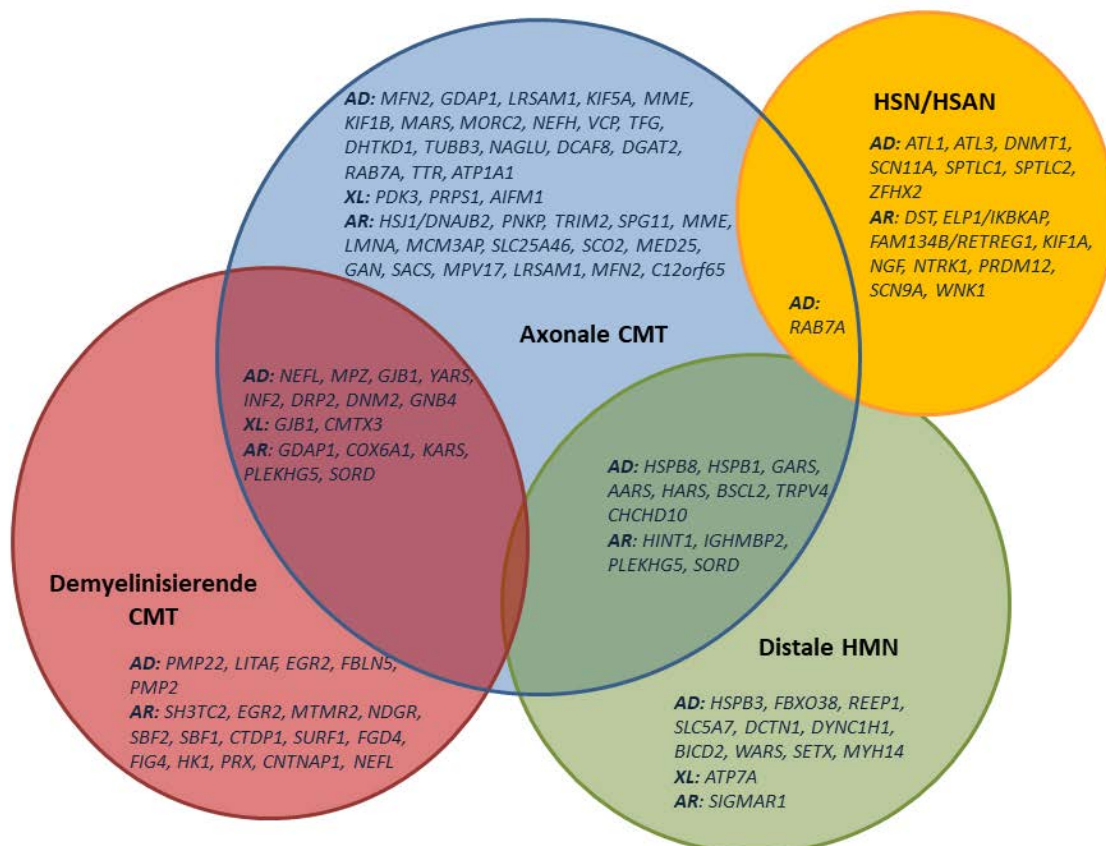 AD: MFN2, GDAP1, LRSAM1, KIF5A, MME,
KIF1B, MARS, MORC2, NEFH, VCP, TFG,
DHTKD1, TUBB3, NAGLU, DCAF8, DGAT2,
RAB7A, TTR, ATP1A1
XL: PDK3, PRPS1, AIFM1
AR: HSJ1/DNAJB2, PNKP, TRIM2, SPG11, MME,
LMNA, MCM3AP, SLC25A46, SCO2, MED25,
GAN, SACS, MPV17, LRSAM1, MFN2, C12orf65
Axonale CMT
HSN/HSAN
AD: ATL1, ATL3, DNMT1,
SCN11A, SPTLC1, SPTLC2,
ZFHX2
AR: DST, ELP1/IKBKAP,
FAM134B/RETREG1, KIF1A,
NGF, NTRK1, PRDM12,
SCN9A, WNK1
AD:
RAB7A
AD: NEFL, MPZ, GJB1, YARS,
INF2, DRP2, DNM2, GNB4
XL: GJB1, CMTX3
AR: GDAP1, COX6A1, KARS,
PLEKHG5, SORD
AD: HSPB8, HSPB1, GARS,
AARS, HARS, BSCL2, TRPV4
CHCHD10
AR: HINT1, IGHMBP2,
PLEKHG5, SORD
Demyelinisierende
CMT
AD: PMP22, LITAF, EGR2, FBLN5,
PMP2
AR: SH3TC2, EGR2, MTMR2, NDGR,
SBF2, SBF1, CTDP1, SURF1, FGD4,
FIG4, HK1, PRX, CNTNAP1, NEFL
Distale HMN
AD: HSPB3, FBXO38, REEP1,
SLC5A7, DCTN1, DYNC1H1,
BICD2, WARS, SETX, MYH14
XL: ATP7A
AR: SIGMAR1